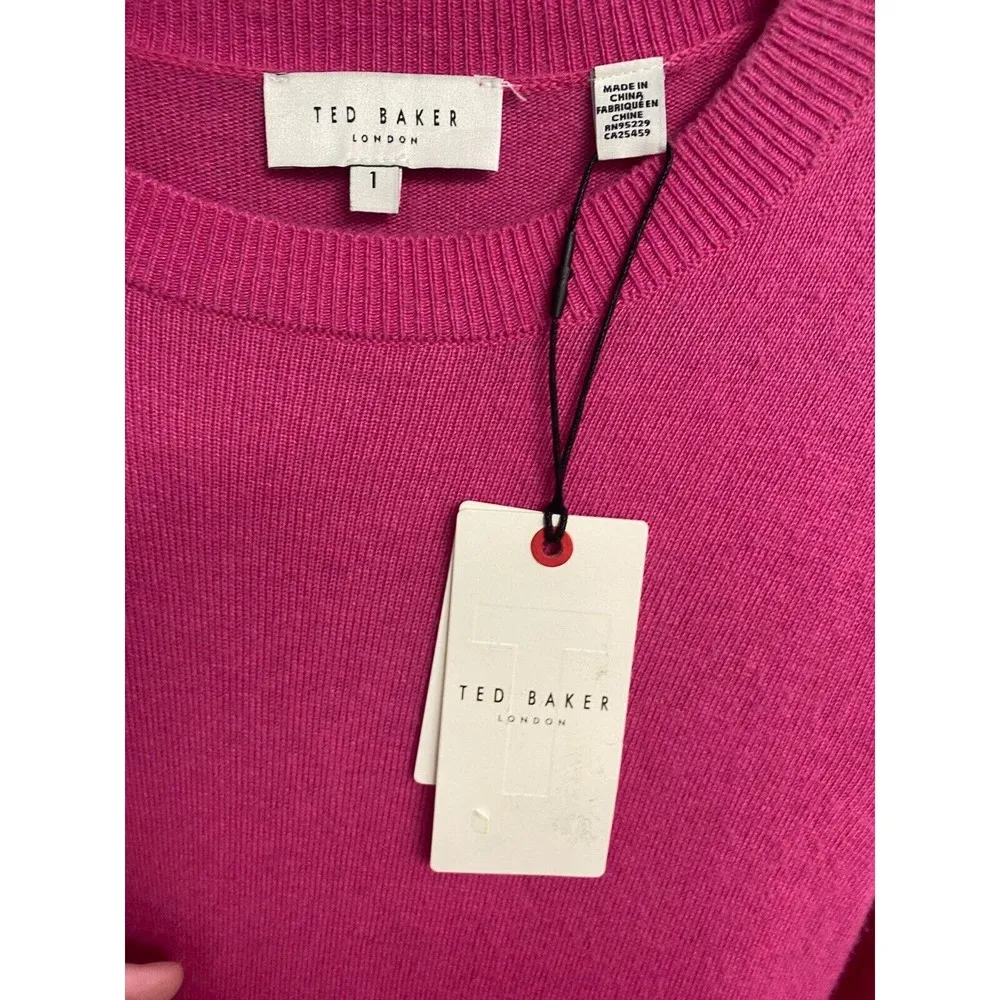 TED BAKER
LONDON
1
MADE IN
CHINA
FABRIQUÉ EN
CHINE
RN95229
CA25459
T
TED BAKER
LONDON